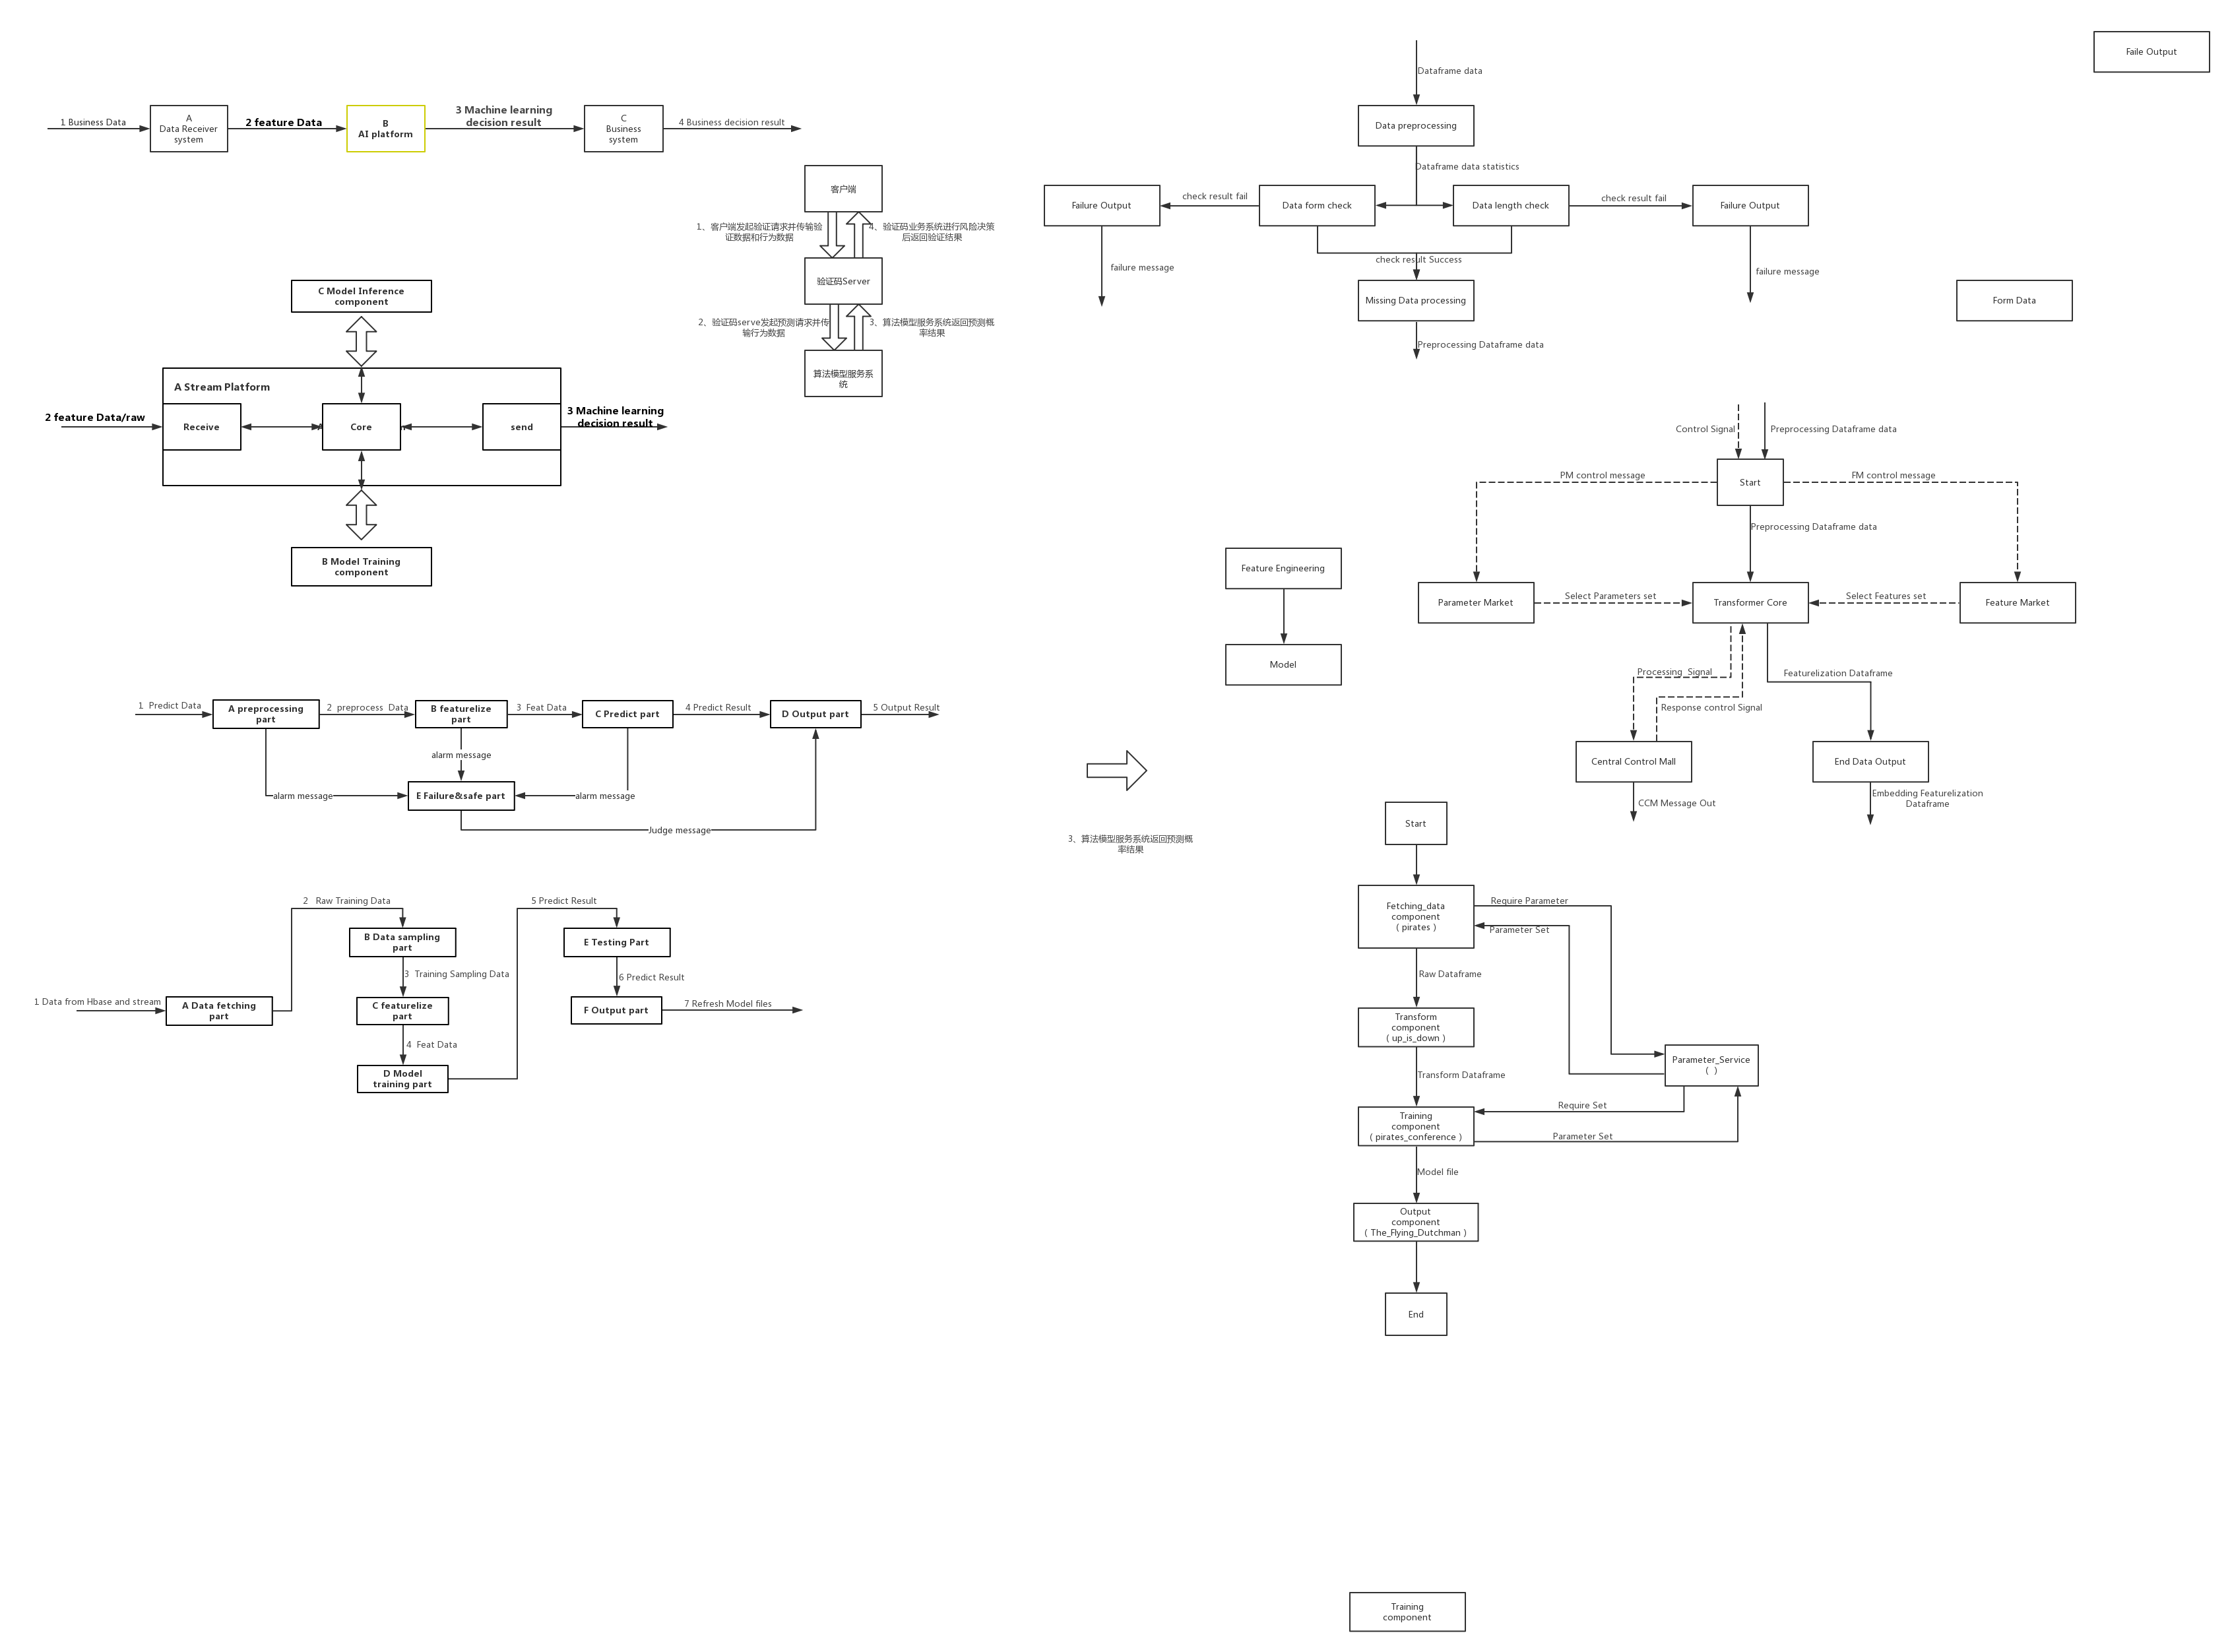 1 Business Data
A
Data Receiver
system
2 feature Data
B
AI platform
3 Machine learning
decision result
C
Business
system
4 Business decision result
客户端
1、客户端发起验证请求并传输验
证数据和行为数据
4、验证码业务系统进行风险决策
后返回验证结果
验证码Server
2、验证码serve发起预测请求并传
输行为数据
3、算法模型服务系统返回预测概
率结果
算法模型服务系
统
C Model Inference
component
A Stream Platform
2 feature Data/raw
Receive
Core
send
3 Machine learning
decision result
B Model Training
component
1  Predict Data
A preprocessing
part
2  preprocess  Data
B featurelize
part
3  Feat Data
C Predict part
4 Predict Result
D Output part
5 Output Result
alarm message
alarm message
E Failure&safe part
alarm message
Judge message
1 Data from Hbase and stream
A Data fetching
part
2   Raw Training Data
B Data sampling
part
3  Training Sampling Data
C featurelize
part
4  Feat Data
D Model
training part
5 Predict Result
E Testing Part
6 Predict Result
F Output part
7 Refresh Model files
Faile Output
Dataframe data
Data preprocessing
Dataframe data statistics
Failure Output
check result fail
Data form check
Data length check
check result fail
Failure Output
failure message
check result Success
failure message
Missing Data processing
Form Data
Preprocessing Dataframe data
Control Signal
Preprocessing Dataframe data
PM control message
Start
FM control message
Preprocessing Dataframe data
Feature Engineering
Model
Parameter Market
Select Parameters set
Transformer Core
Select Features set
Feature Market
Processing  Signal
Featurelization Dataframe
Response control Signal
Central Control Mall
End Data Output
CCM Message Out
Embedding Featurelization
Dataframe
3、算法模型服务系统返回预测概
率结果
Start
Fetching_data
component
( pirates )
Require Parameter
Parameter Set
Raw Dataframe
Transform
component
( up_is_down )
Parameter_Service
(  )
Transform Dataframe
Training
component
( pirates_conference )
Require Set
Parameter Set
Model file
Output
component
( The_Flying_Dutchman )
End
Training
component